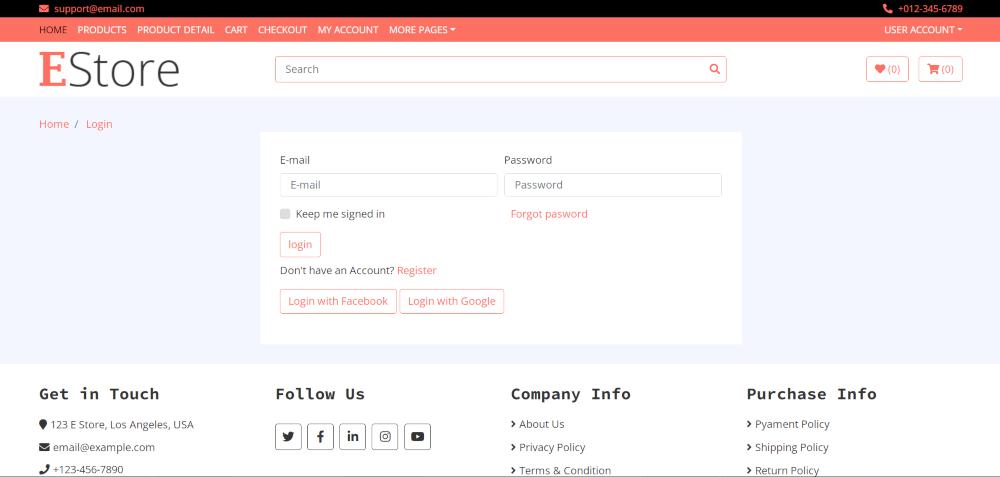 support@email.com +012-345-6789
HOME PRODUCTS PRODUCT DETAIL CART CHECKOUT MY ACCOUNT MORE PAGES USER ACCOUNT
EStore Search (0) (0)
Home / Login
E-mail Password
E-mail Password
Keep me signed in Forgot pasword
login
Don't have an Account? Register
Login with Facebook Login with Google
Get in Touch Follow Us Company Info Purchase Info
123 E Store, Los Angeles, USA About Us Pyament Policy
email@example.com Privacy Policy Shipping Policy
+123-456-7890 Terms & Condition Return Policy